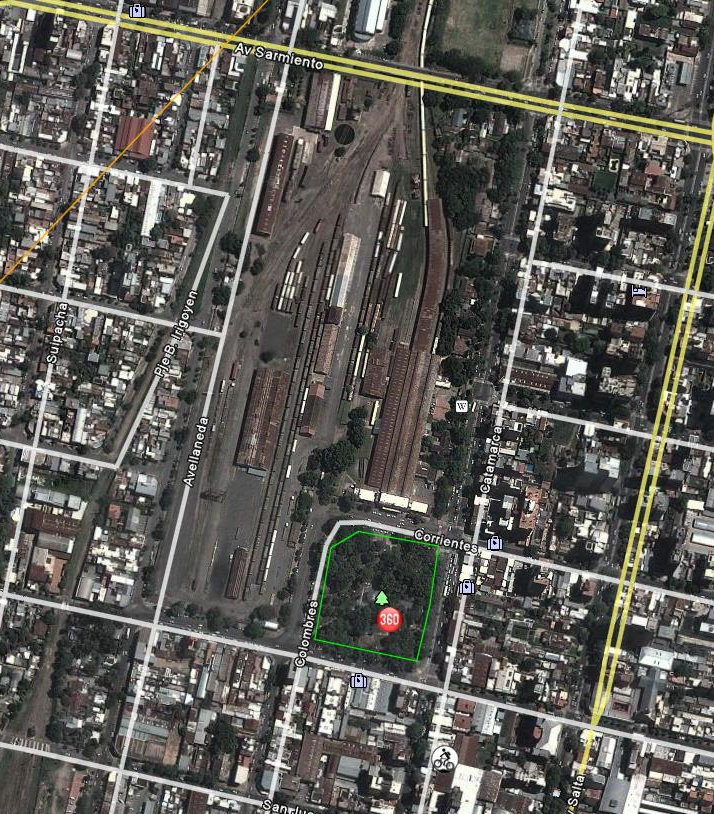 Av Sarmiento
Suipacha
Pje B. Irigoyen
Avellaneda
W
Catamarca
Corrientes
360
Colombres
Salta